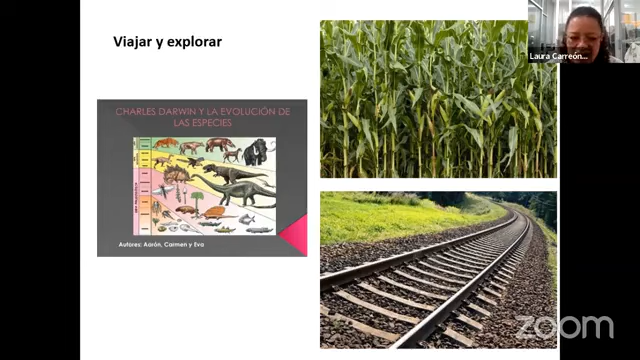 Viajar y explorar
Laura Carreón...
CHARLES DARWIN Y LA EVOLUCIÓN DE
LAS ESPECIES
Autores: Aarón, Carmen y Eva
zoom